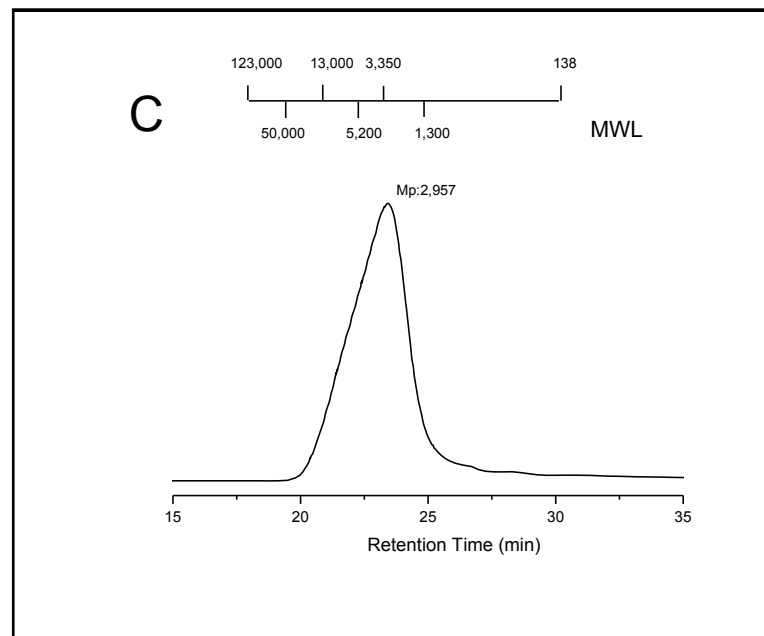 123,000 13,000 3,350 138
C
50,000 5,200 1,300 MWL
Mp:2,957
15 20 25 30 35
Retention Time (min)